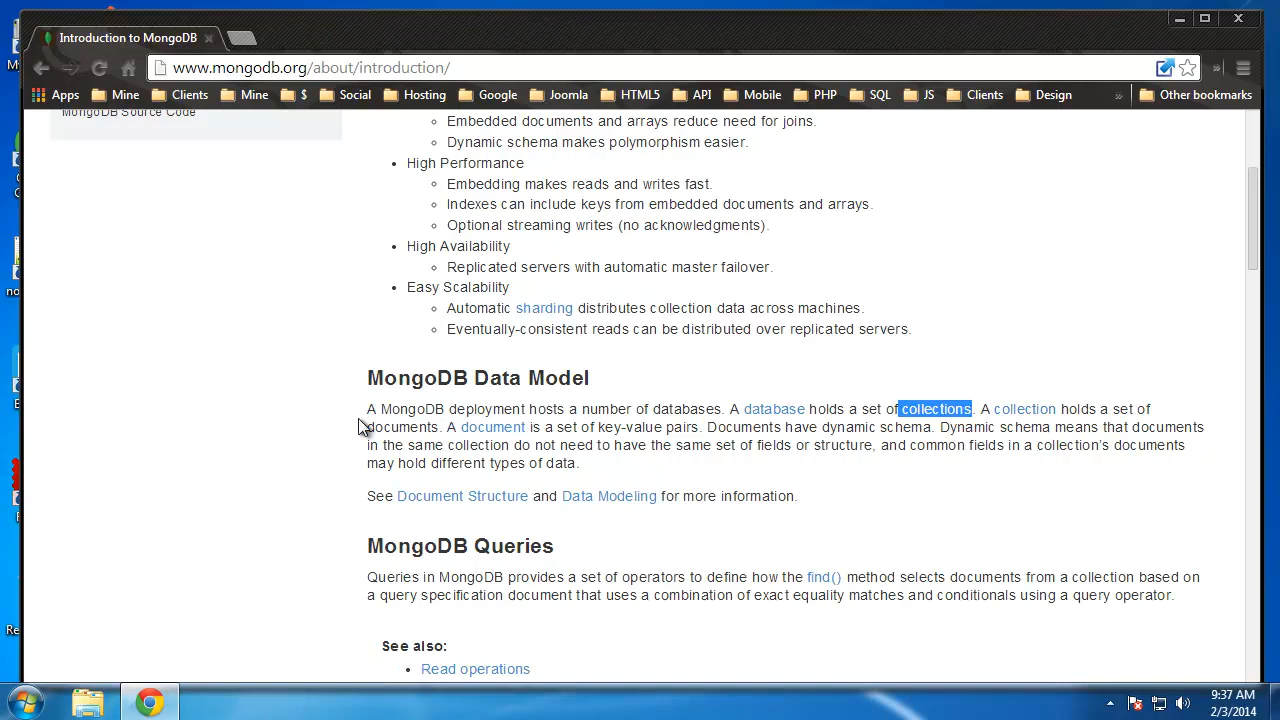 Introduction to MongoDB
www.mongodb.org/about/introduction/
Apps Mine Clients Mine $ Social Hosting Google Joomla HTML5 API Mobile PHP SQL JS Clients Design » Other bookmarks
MongoDB Source Code
Embedded documents and arrays reduce need for joins.
Dynamic schema makes polymorphism easier.
High Performance
Embedding makes reads and writes fast.
Indexes can include keys from embedded documents and arrays.
Optional streaming writes (no acknowledgments).
High Availability
Replicated servers with automatic master failover.
Easy Scalability
Automatic sharding distributes collection data across machines.
Eventually-consistent reads can be distributed over replicated servers.
MongoDB Data Model
A MongoDB deployment hosts a number of databases. A database holds a set of collections. A collection holds a set of
documents. A document is a set of key-value pairs. Documents have dynamic schema. Dynamic schema means that documents
in the same collection do not need to have the same set of fields or structure, and common fields in a collection’s documents
may hold different types of data.
See Document Structure and Data Modeling for more information.
MongoDB Queries
Queries in MongoDB provides a set of operators to define how the find() method selects documents from a collection based on
a query specification document that uses a combination of exact equality matches and conditionals using a query operator.
See also:
Read operations
9:37 AM
2/3/2014